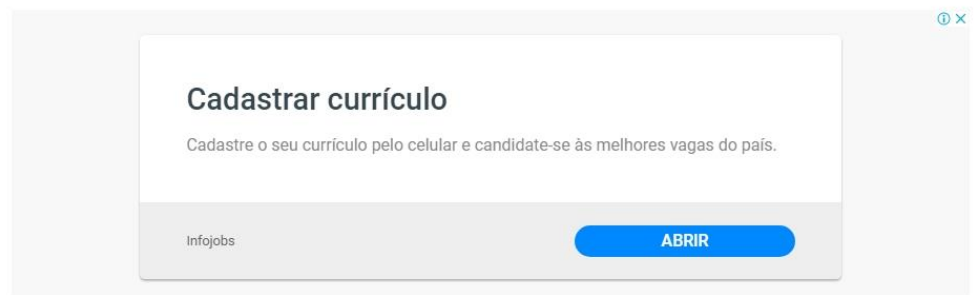 Cadastrar currículo
Cadastre o seu currículo pelo celular e candidate-se às melhores vagas do país.
Infojobs
ABRIR